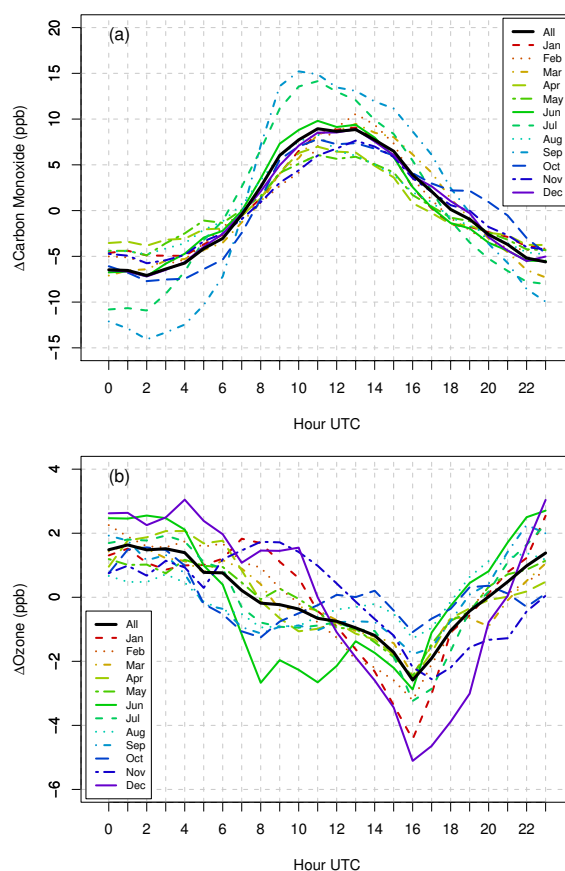 (a)
ΔCarbon Monoxide (ppb)
20
15
10
5
0
−5
−10
−15
0 2 4 6 8 10 12 14 16 18 20 22
Hour UTC
All
Jan
Feb
Mar
Apr
May
Jun
Jul
Aug
Sep
Oct
Nov
Dec
(b)
ΔOzone (ppb)
4
2
0
−2
−4
−6
All
Jan
Feb
Mar
Apr
May
Jun
Jul
Aug
Sep
Oct
Nov
Dec
0 2 4 6 8 10 12 14 16 18 20 22
Hour UTC